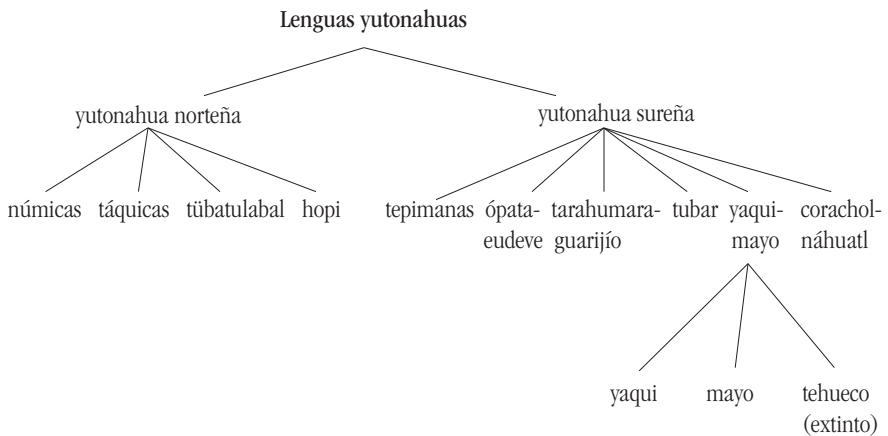 Lenguas yutonahuas
yutonahua norteña
yutonahua sureña
númicas táquicas tübatulabal hopi
tepimanas ópata- tarahumara- tubar yaqui- corachol-
eudeve guarijío mayo náhuatl
yaqui mayo tehueco
(extinto)